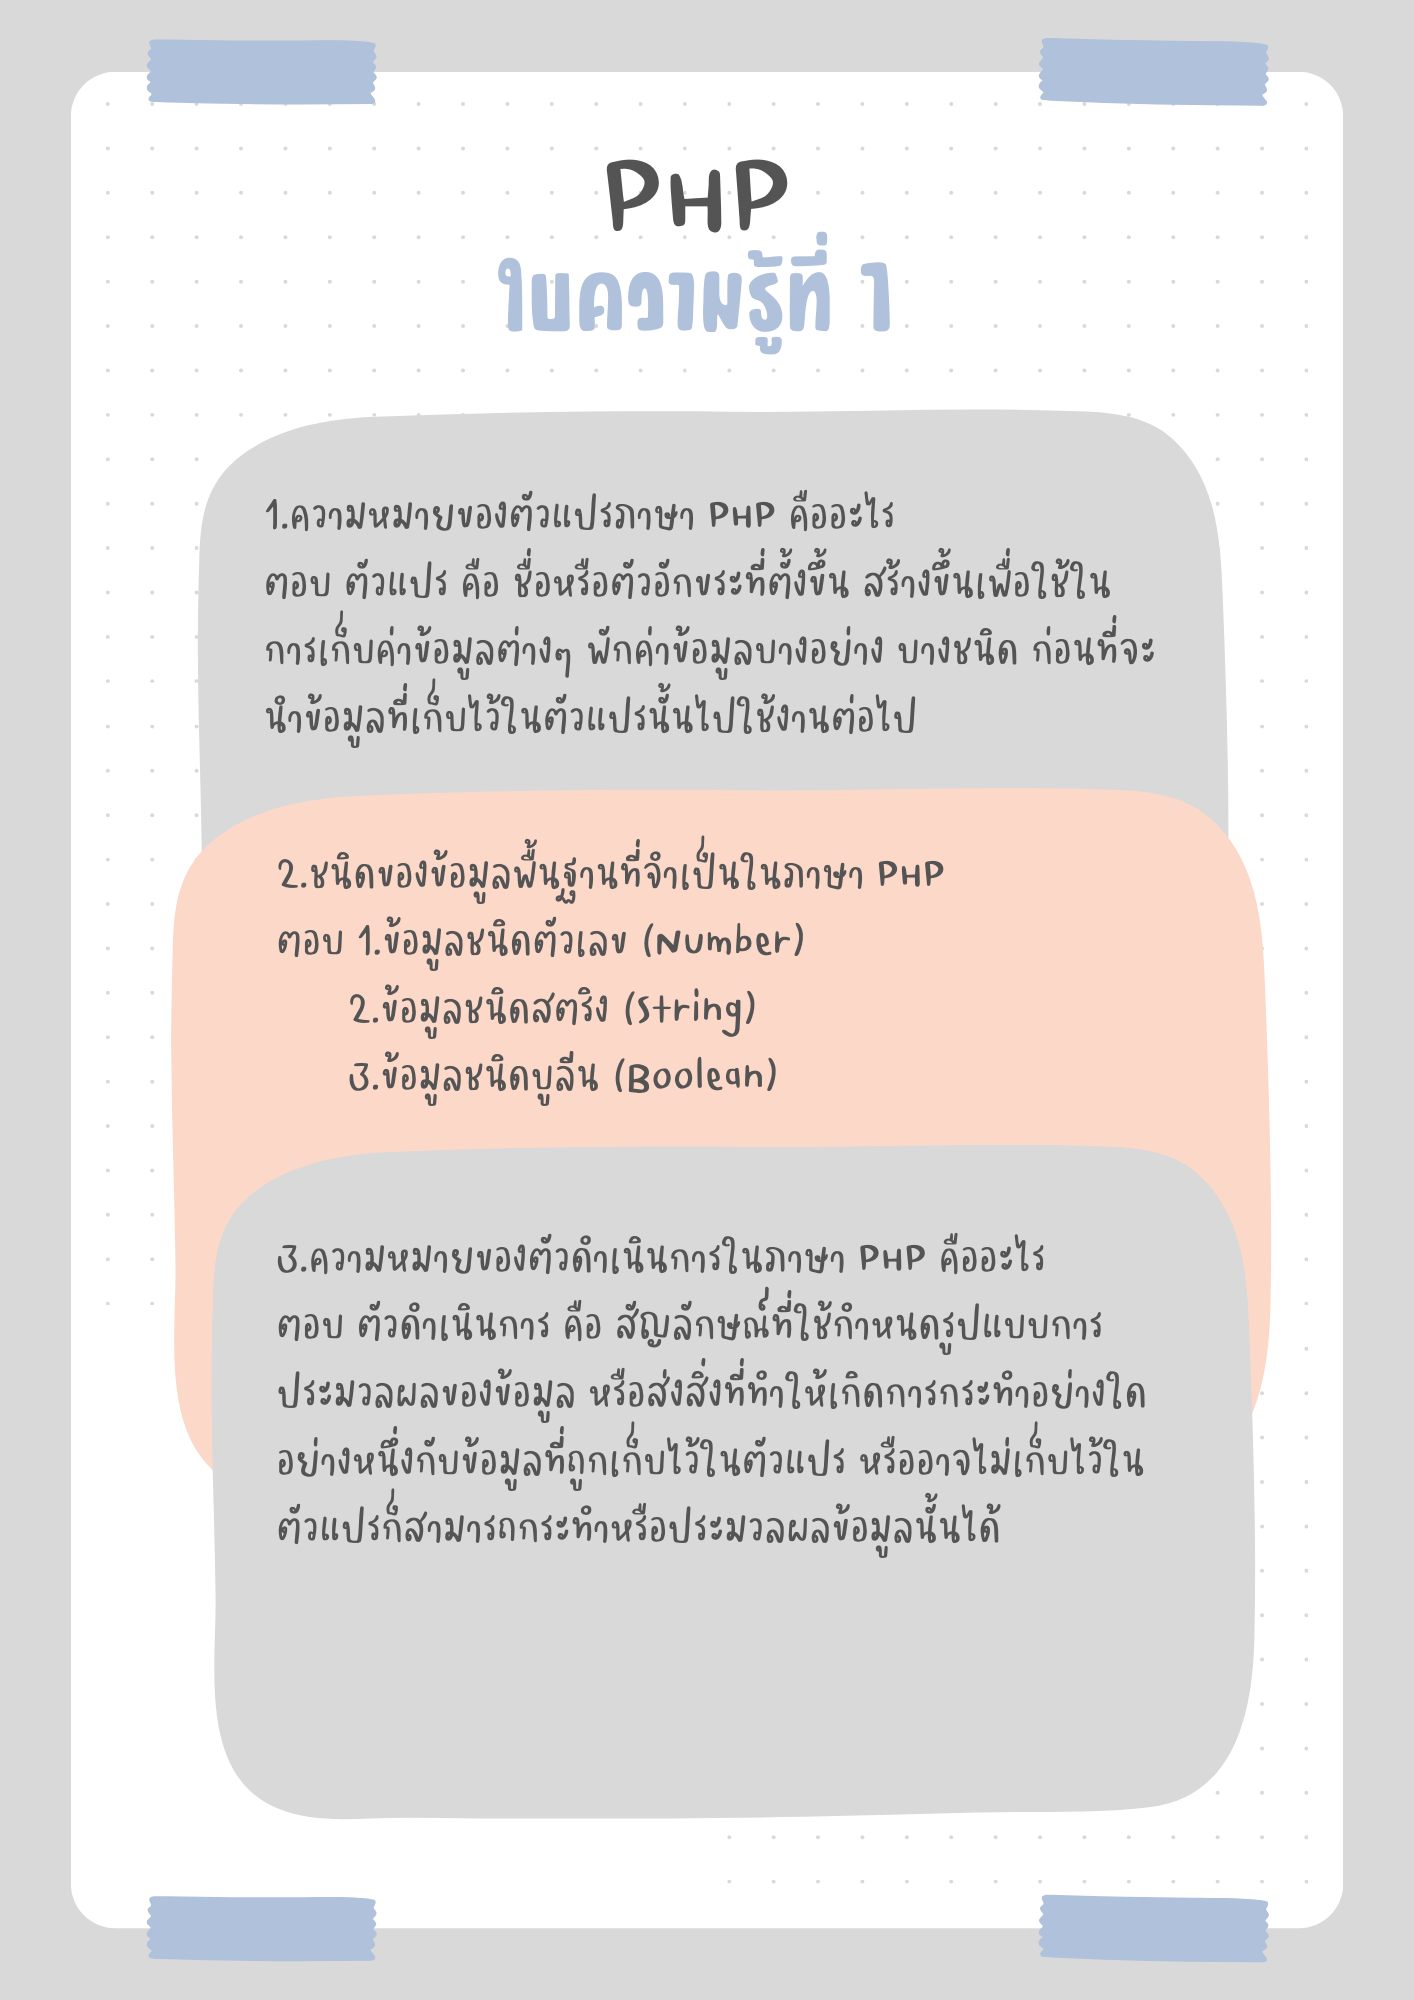 PHP
ใบความรู้ที่ 1
1.ความหมายของตัวแปรภาษา PHP คืออะไร
ตอบ ตัวแปร คือ ชื่อหรือตัวอักขระที่ตั้งขึ้น สร้างขึ้นเพื่อใช้ใน
การเก็บค่าข้อมูลต่างๆ พักค่าข้อมูลบางอย่าง บางชนิด ก่อนที่จะ
นำข้อมูลที่เก็บไว้ในตัวแปรนั้นไปใช้งานต่อไป
2.ชนิดของข้อมูลพื้นฐานที่จำเป็นในภาษา PHP
ตอบ 1.ข้อมูลชนิดตัวเลข (Number)
2.ข้อมูลชนิดสตริง (String)
3.ข้อมูลชนิดบูลีน (Boolean)
3.ความหมายของตัวดำเนินการในภาษา PHP คืออะไร
ตอบ ตัวดำเนินการ คือ สัญลักษณ์ที่ใช้กำหนดรูปแบบการ
ประมวลผลของข้อมูล หรือส่งสิ่งที่ทำให้เกิดการกระทำอย่างใด
อย่างหนึ่งกับข้อมูลที่ถูกเก็บไว้ในตัวแปร หรืออาจไม่เก็บไว้ใน
ตัวแปรก็สามารถกระทำหรือประมวลผลข้อมูลนั้นได้